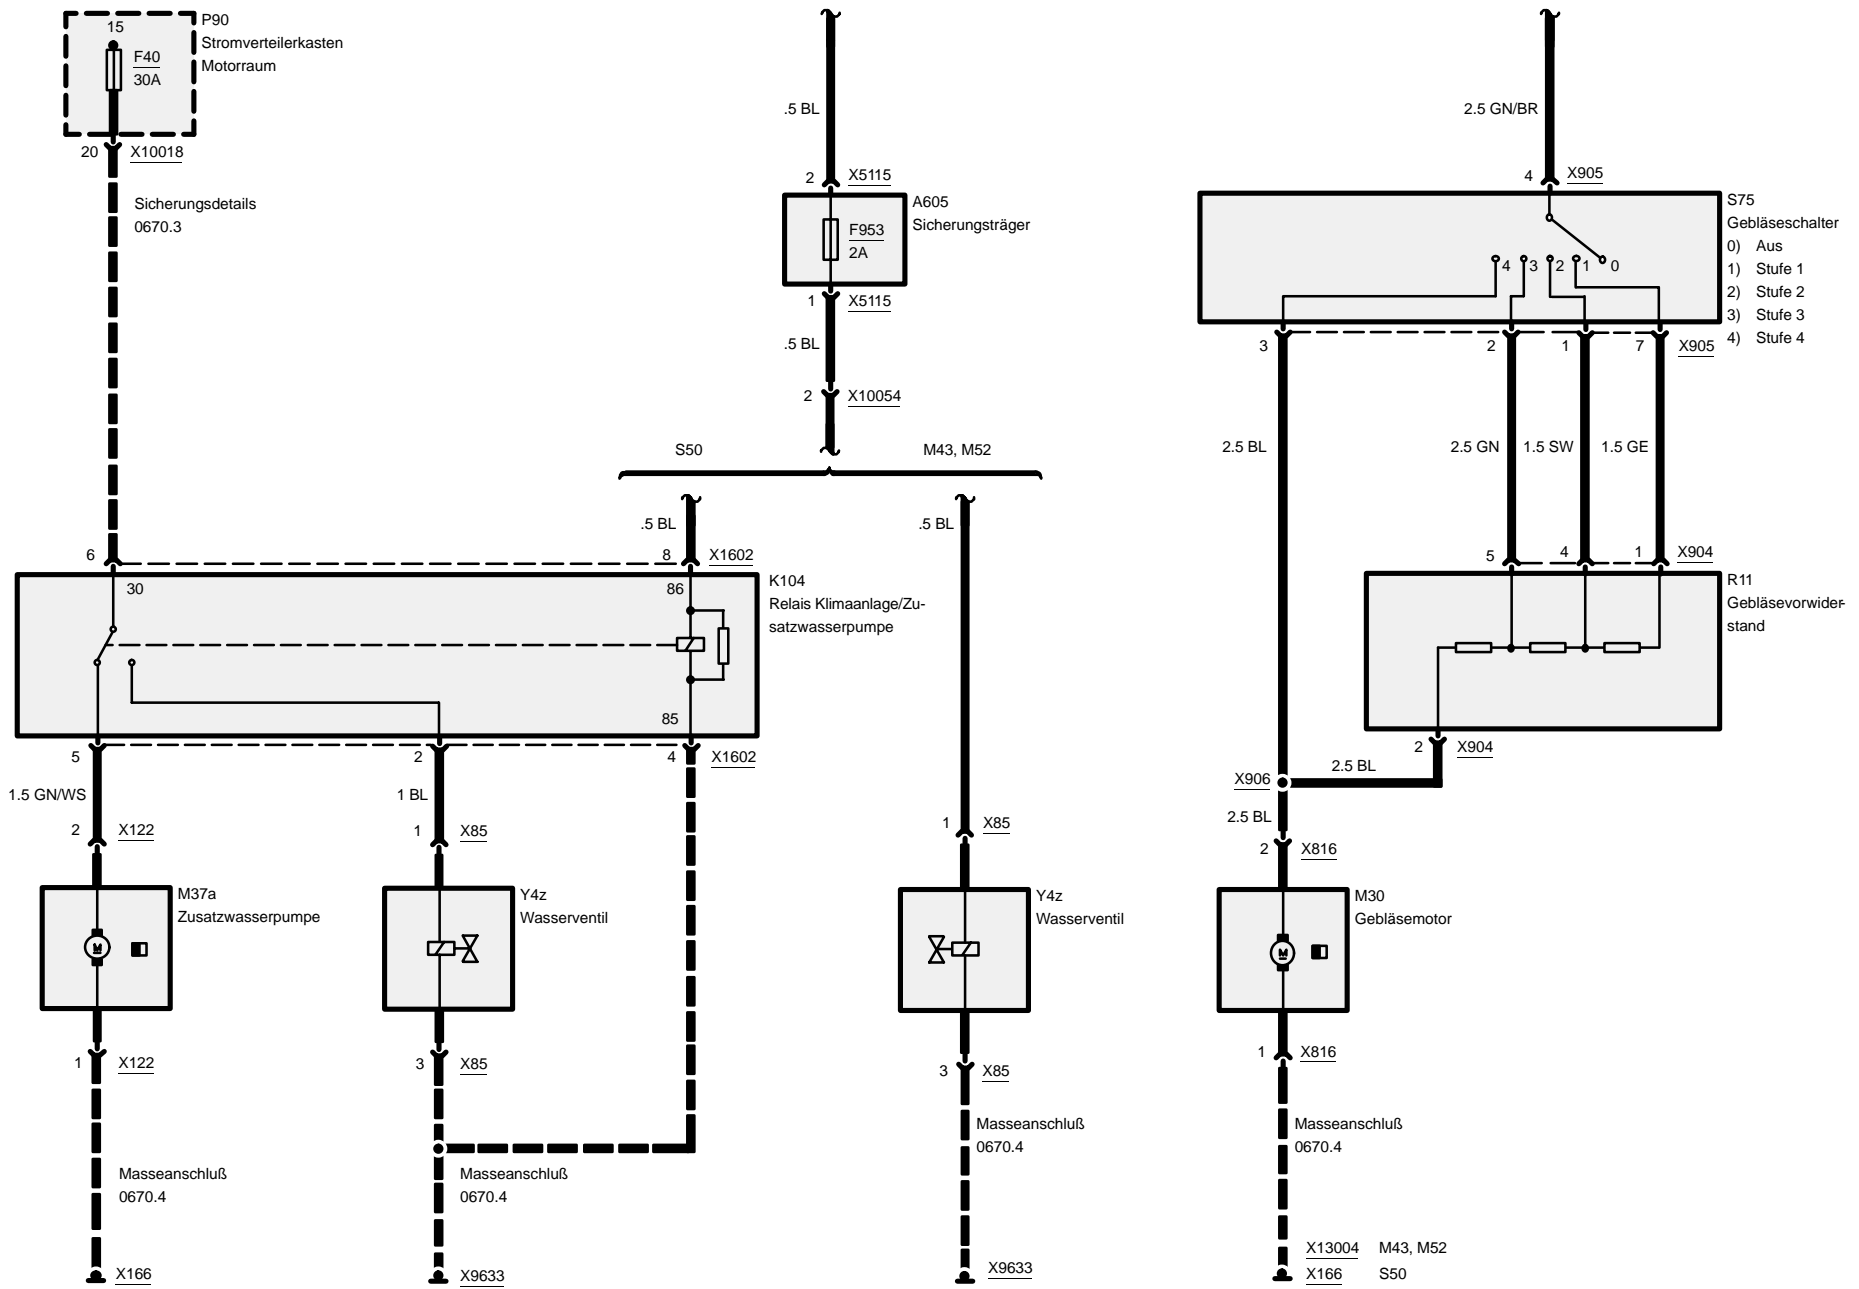 15
F40
30A
P90
Stromverteilerkasten
Motorraum
20 X10018
Sicherungsdetails
0670.3
.5 BL
2 X5115
A605
Sicherungsträger
F953
2A
1 X5115
.5 BL
2 X10054
S50 M43, M52
.5 BL
.5 BL
6
8 X1602
30
86
85
K104
Relais Klimaanlage/Zu-
satzwasserpumpe
5
2
4 X1602
1.5 GN/WS
2 X122
M37a
Zusatzwasserpumpe
M
1 X122
Masseanschluß
0670.4
X166
1 BL
1 X85
Y4z
Wasserventil
3 X85
Masseanschluß
0670.4
X9633
1 X85
Y4z
Wasserventil
3 X85
Masseanschluß
0670.4
X9633
2.5 GN/BR
4 X905
4 3 2 1 0
S75
Gebläseschalter
0) Aus
1) Stufe 1
2) Stufe 2
3) Stufe 3
4) Stufe 4
3 2 1 7 X905
2.5 BL 2.5 GN 1.5 SW 1.5 GE
5 4 1 X904
R11
Gebläsevorwider-
stand
2 X904
2.5 BL
X906
2.5 BL
2 X816
M30
Gebläsemotor
M
1 X816
Masseanschluß
0670.4
X13004 M43, M52
X166 S50